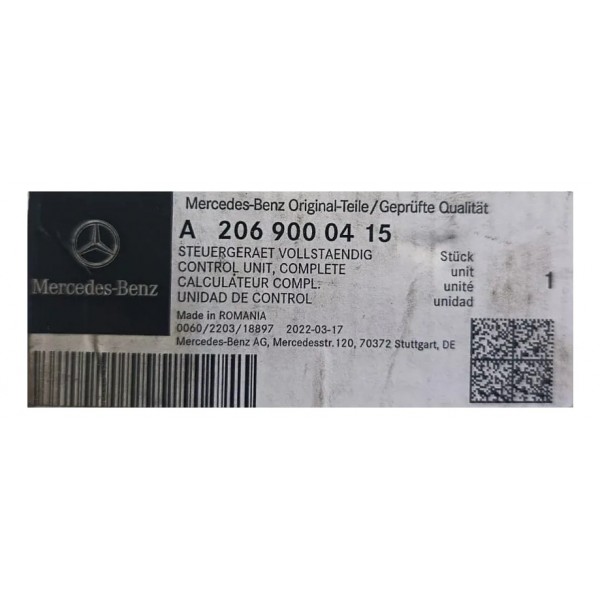 Mercedes-Benz
Mercedes-Benz Original-Teile/Geprüfte Qualität
A 206 900 04 15
STEUERGERAET VOLLSTAENDIG
CONTROL UNIT, COMPLETE
CALCULATEUR COMPL.
UNIDAD DE CONTROL
Stück
unit
unité
unidad
1
Made in ROMANIA
0060/2203/18897 2022-03-17
Mercedes-Benz AG, Mercedesstr.120, 70372 Stuttgart, DE